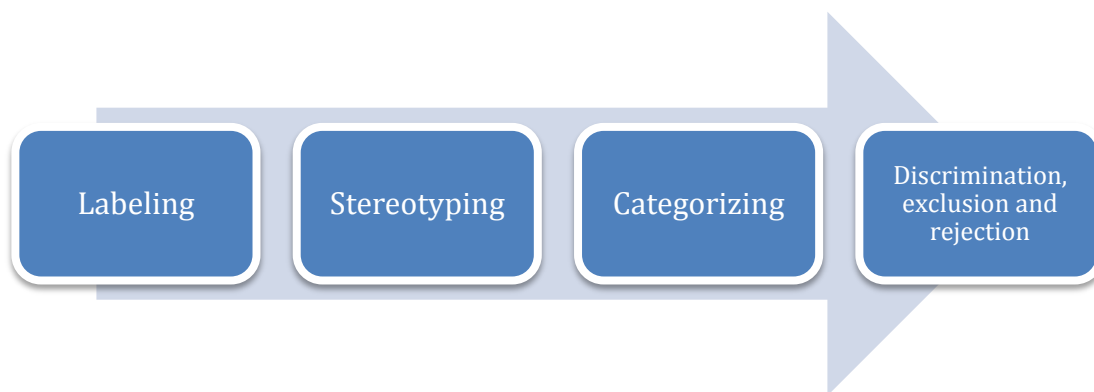 Labeling
Stereotyping
Categorizing
Discrimination,
exclusion and
rejection